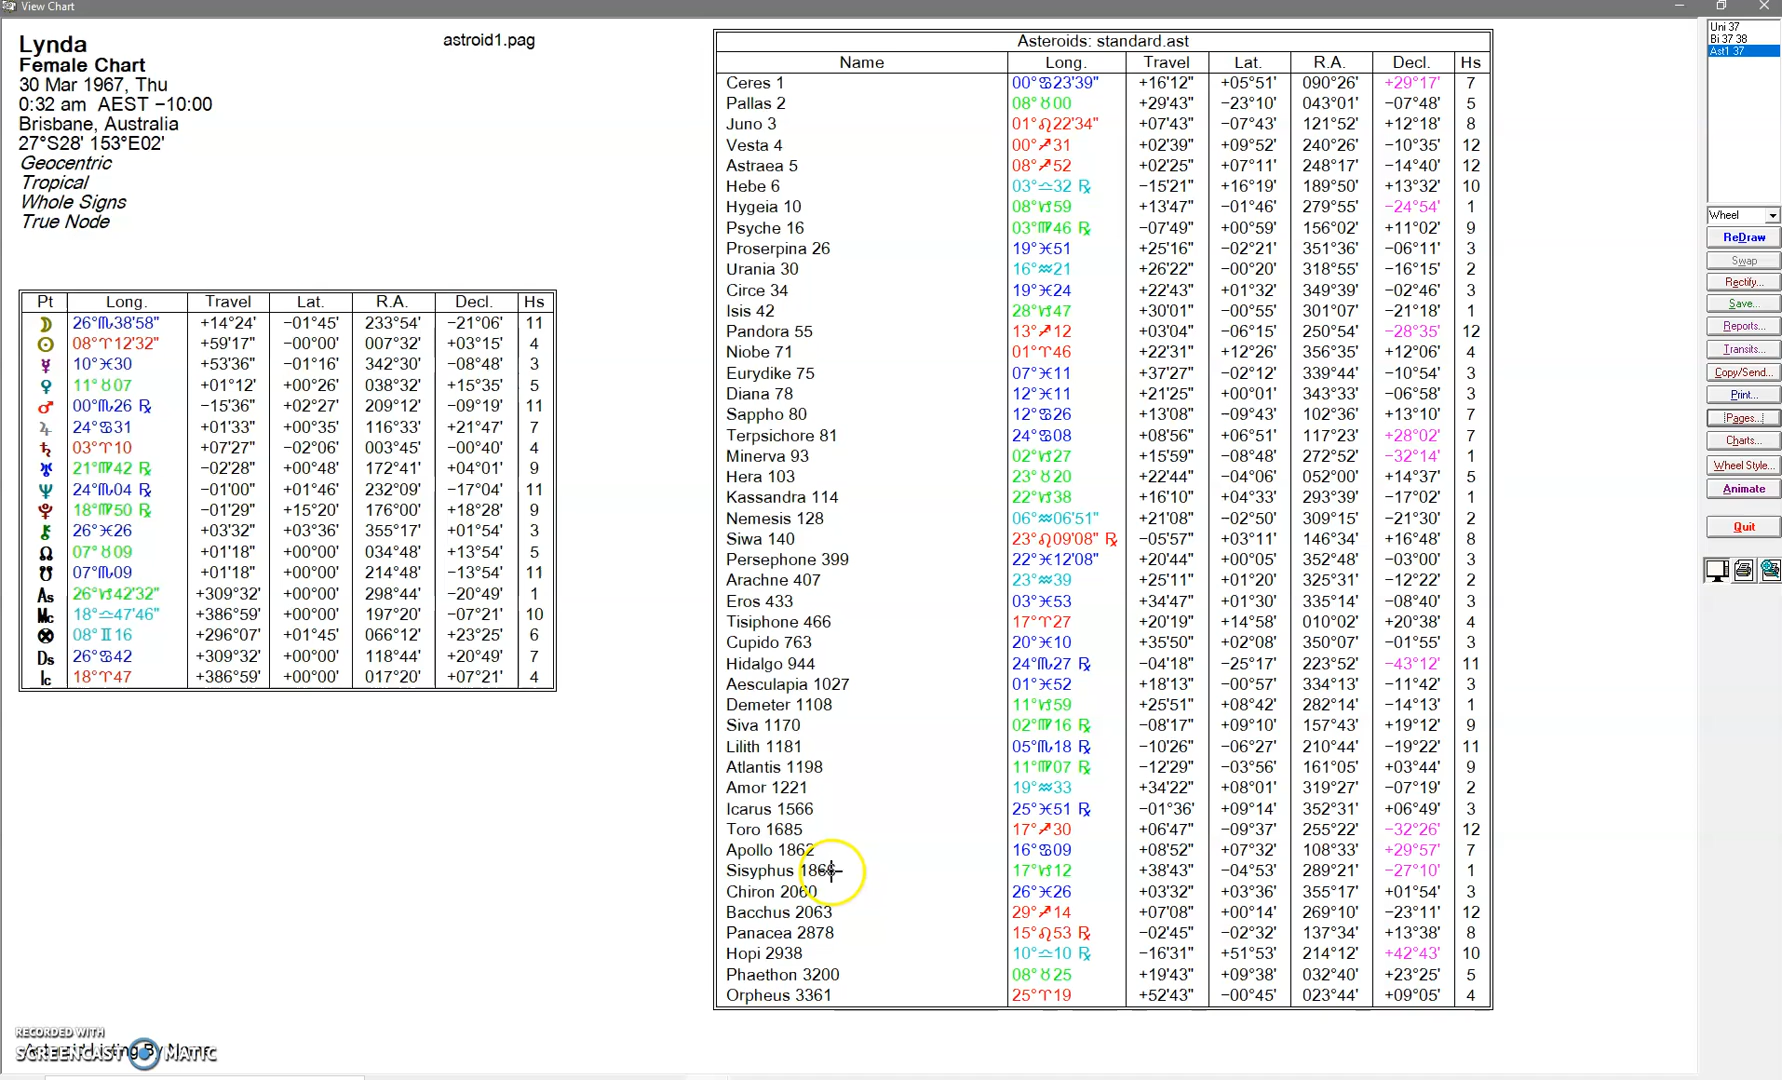 View Chart
Lynda
Female Chart
30 Mar 1967, Thu
0:32 am AEST −10:00
Brisbane, Australia
27°S28' 153°E02'
Geocentric
Tropical
Whole Signs
True Node
astroid1.pag
Pt Long. Travel Lat. R.A. Decl. Hs
☽ 26°♏38'58" +14°24' −01°45' 233°54' −21°06' 11
☉ 08°♈12'32" +59'17" −00°00' 007°32' +03°15' 4
☿ 10°♓30 +53'36" −01°16' 342°30' −08°48' 3
♀ 11°♉07 +01°12' +00°26' 038°32' +15°35' 5
♂ 00°♏26 ℞ −15'36" +02°27' 209°12' −09°19' 11
♃ 24°♋31 +01'33" +00°35' 116°33' +21°47' 7
♄ 03°♈10 +07'27" −02°06' 003°45' −00°40' 4
♅ 21°♍42 ℞ −02'28" +00°48' 172°41' +04°01' 9
♆ 24°♏04 ℞ −01'00" +01°46' 232°09' −17°04' 11
♇ 18°♍50 ℞ −01'29" +15°20' 176°00' +18°28' 9
⚷ 26°♓26 +03'32" +03°36' 355°17' +01°54' 3
☊ 07°♉09 +01'18" +00°00' 034°48' +13°54' 5
☋ 07°♏09 +01'18" +00°00' 214°48' −13°54' 11
As 26°♑42'32" +309°32' +00°00' 298°44' −20°49' 1
Mc 18°♎47'46" +386°59' +00°00' 197°20' −07°21' 10
⊗ 08°♊16 +296°07' +01°45' 066°12' +23°25' 6
Ds 26°♋42 +309°32' +00°00' 118°44' +20°49' 7
Ic 18°♈47 +386°59' +00°00' 017°20' +07°21' 4
Asteroids: standard.ast
Name Long. Travel Lat. R.A. Decl. Hs
Ceres 1 00°♋23'39" +16'12" +05°51' 090°26' +29°17' 7
Pallas 2 08°♉00 +29'43" −23°10' 043°01' −07°48' 5
Juno 3 01°♌22'34" +07'43" −07°43' 121°52' +12°18' 8
Vesta 4 00°♐31 +02'39" +09°52' 240°26' −10°35' 12
Astraea 5 08°♐52 +02'25" +07°11' 248°17' −14°40' 12
Hebe 6 03°♎32 ℞ −15'21" +16°19' 189°50' +13°32' 10
Hygeia 10 08°♑59 +13'47" −01°46' 279°55' −24°54' 1
Psyche 16 03°♍46 ℞ −07'49" +00°59' 156°02' +11°02' 9
Proserpina 26 19°♓51 +25'16" −02°21' 351°36' −06°11' 3
Urania 30 16°♒21 +26'22" −00°20' 318°55' −16°15' 2
Circe 34 19°♓24 +22'43" +01°32' 349°39' −02°46' 3
Isis 42 28°♑47 +30'01" −00°55' 301°07' −21°18' 1
Pandora 55 13°♐12 +03'04" −06°15' 250°54' −28°35' 12
Niobe 71 01°♈46 +22'31" +12°26' 356°35' +12°06' 4
Eurydike 75 07°♓11 +37'27" −02°12' 339°44' −10°54' 3
Diana 78 12°♓11 +21'25" +00°01' 343°33' −06°58' 3
Sappho 80 12°♋26 +13'08" −09°43' 102°36' +13°10' 7
Terpsichore 81 24°♋08 +08'56" +06°51' 117°23' +28°02' 7
Minerva 93 02°♑27 +15'59" −08°48' 272°52' −32°14' 1
Hera 103 23°♉20 +22'44" −04°06' 052°00' +14°37' 5
Kassandra 114 22°♑38 +16'10" +04°33' 293°39' −17°02' 1
Nemesis 128 06°♒06'51" +21'08" −02°50' 309°15' −21°30' 2
Siwa 140 23°♌09'08" ℞ −05'57" +03°11' 146°34' +16°48' 8
Persephone 399 22°♓12'08" +20'44" +00°05' 352°48' −03°00' 3
Arachne 407 23°♒39 +25'11" +01°20' 325°31' −12°22' 2
Eros 433 03°♓53 +34'47" +01°30' 335°14' −08°40' 3
Tisiphone 466 17°♈27 +20'19" +14°58' 010°02' +20°38' 4
Cupido 763 20°♓10 +35'50" +02°08' 350°07' −01°55' 3
Hidalgo 944 24°♏27 ℞ −04'18" −25°17' 223°52' −43°12' 11
Aesculapia 1027 01°♓52 +18'13" −00°57' 334°13' −11°42' 3
Demeter 1108 11°♑59 +25'51" +08°42' 282°14' −14°13' 1
Siva 1170 02°♍16 ℞ −08'17" +09°10' 157°43' +19°12' 9
Lilith 1181 05°♏18 ℞ −10'26" −06°27' 210°44' −19°22' 11
Atlantis 1198 11°♍07 ℞ −12'29" −03°56' 161°05' +03°44' 9
Amor 1221 19°♒33 +34'22" +08°01' 319°27' −07°19' 2
Icarus 1566 25°♓51 ℞ −01'36" +09°14' 352°31' +06°49' 3
Toro 1685 17°♐30 +06'47" −09°37' 255°22' −32°26' 12
Apollo 1862 16°♋09 +08'52" +07°32' 108°33' +29°57' 7
Sisyphus 17°♑12 +38'43" −04°53' 289°21' −27°10' 1
Chiron 2060 26°♓26 +03'32" +03°36' 355°17' +01°54' 3
Bacchus 2063 29°♐14 +07'08" +00°14' 269°10' −23°11' 12
Panacea 2878 15°♌53 ℞ −02'45" −02°32' 137°34' +13°38' 8
Hopi 2938 10°♎10 ℞ −16'31" +51°53' 214°12' +42°43' 10
Phaethon 3200 08°♉25 +19'43" +09°38' 032°40' +23°25' 5
Orpheus 3361 25°♈19 +52'43" −00°45' 023°44' +09°05' 4
Uni 37
Bi 37 38
Ast1 37
Wheel
ReDraw
Swap
Rectify...
Save...
Reports...
Transits...
Copy/Send...
Print...
Pages...
Charts...
Wheel Style...
Animate
Quit
RECORDED WITH
SCREENCAST MATIC